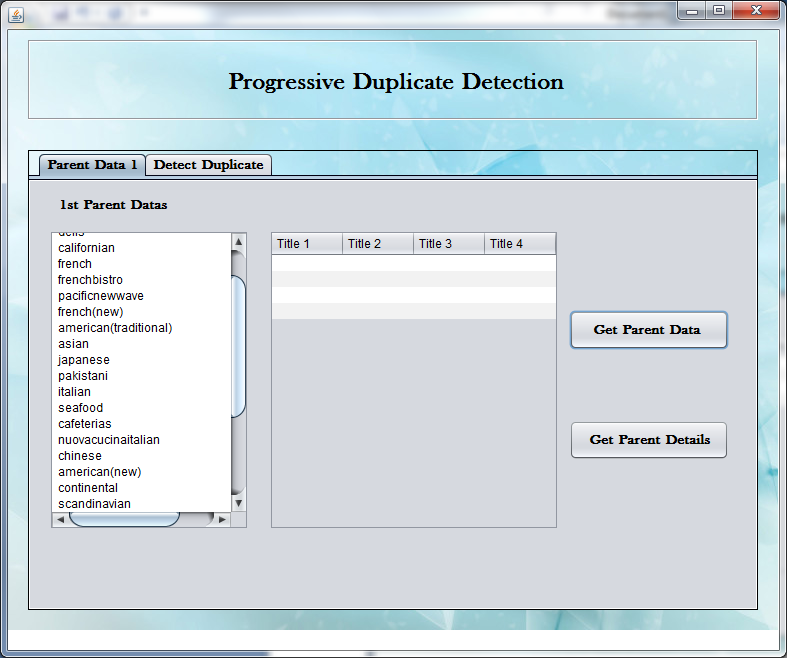 Progressive Duplicate Detection
Parent Data 1 Detect Duplicate
1st Parent Datas
delis
californian
french
frenchbistro
pacificnewwave
french(new)
american(traditional)
asian
japanese
pakistani
italian
seafood
cafeterias
nuovacucinaitalian
chinese
american(new)
continental
scandinavian
Title 1 Title 2 Title 3 Title 4
Get Parent Data
Get Parent Details